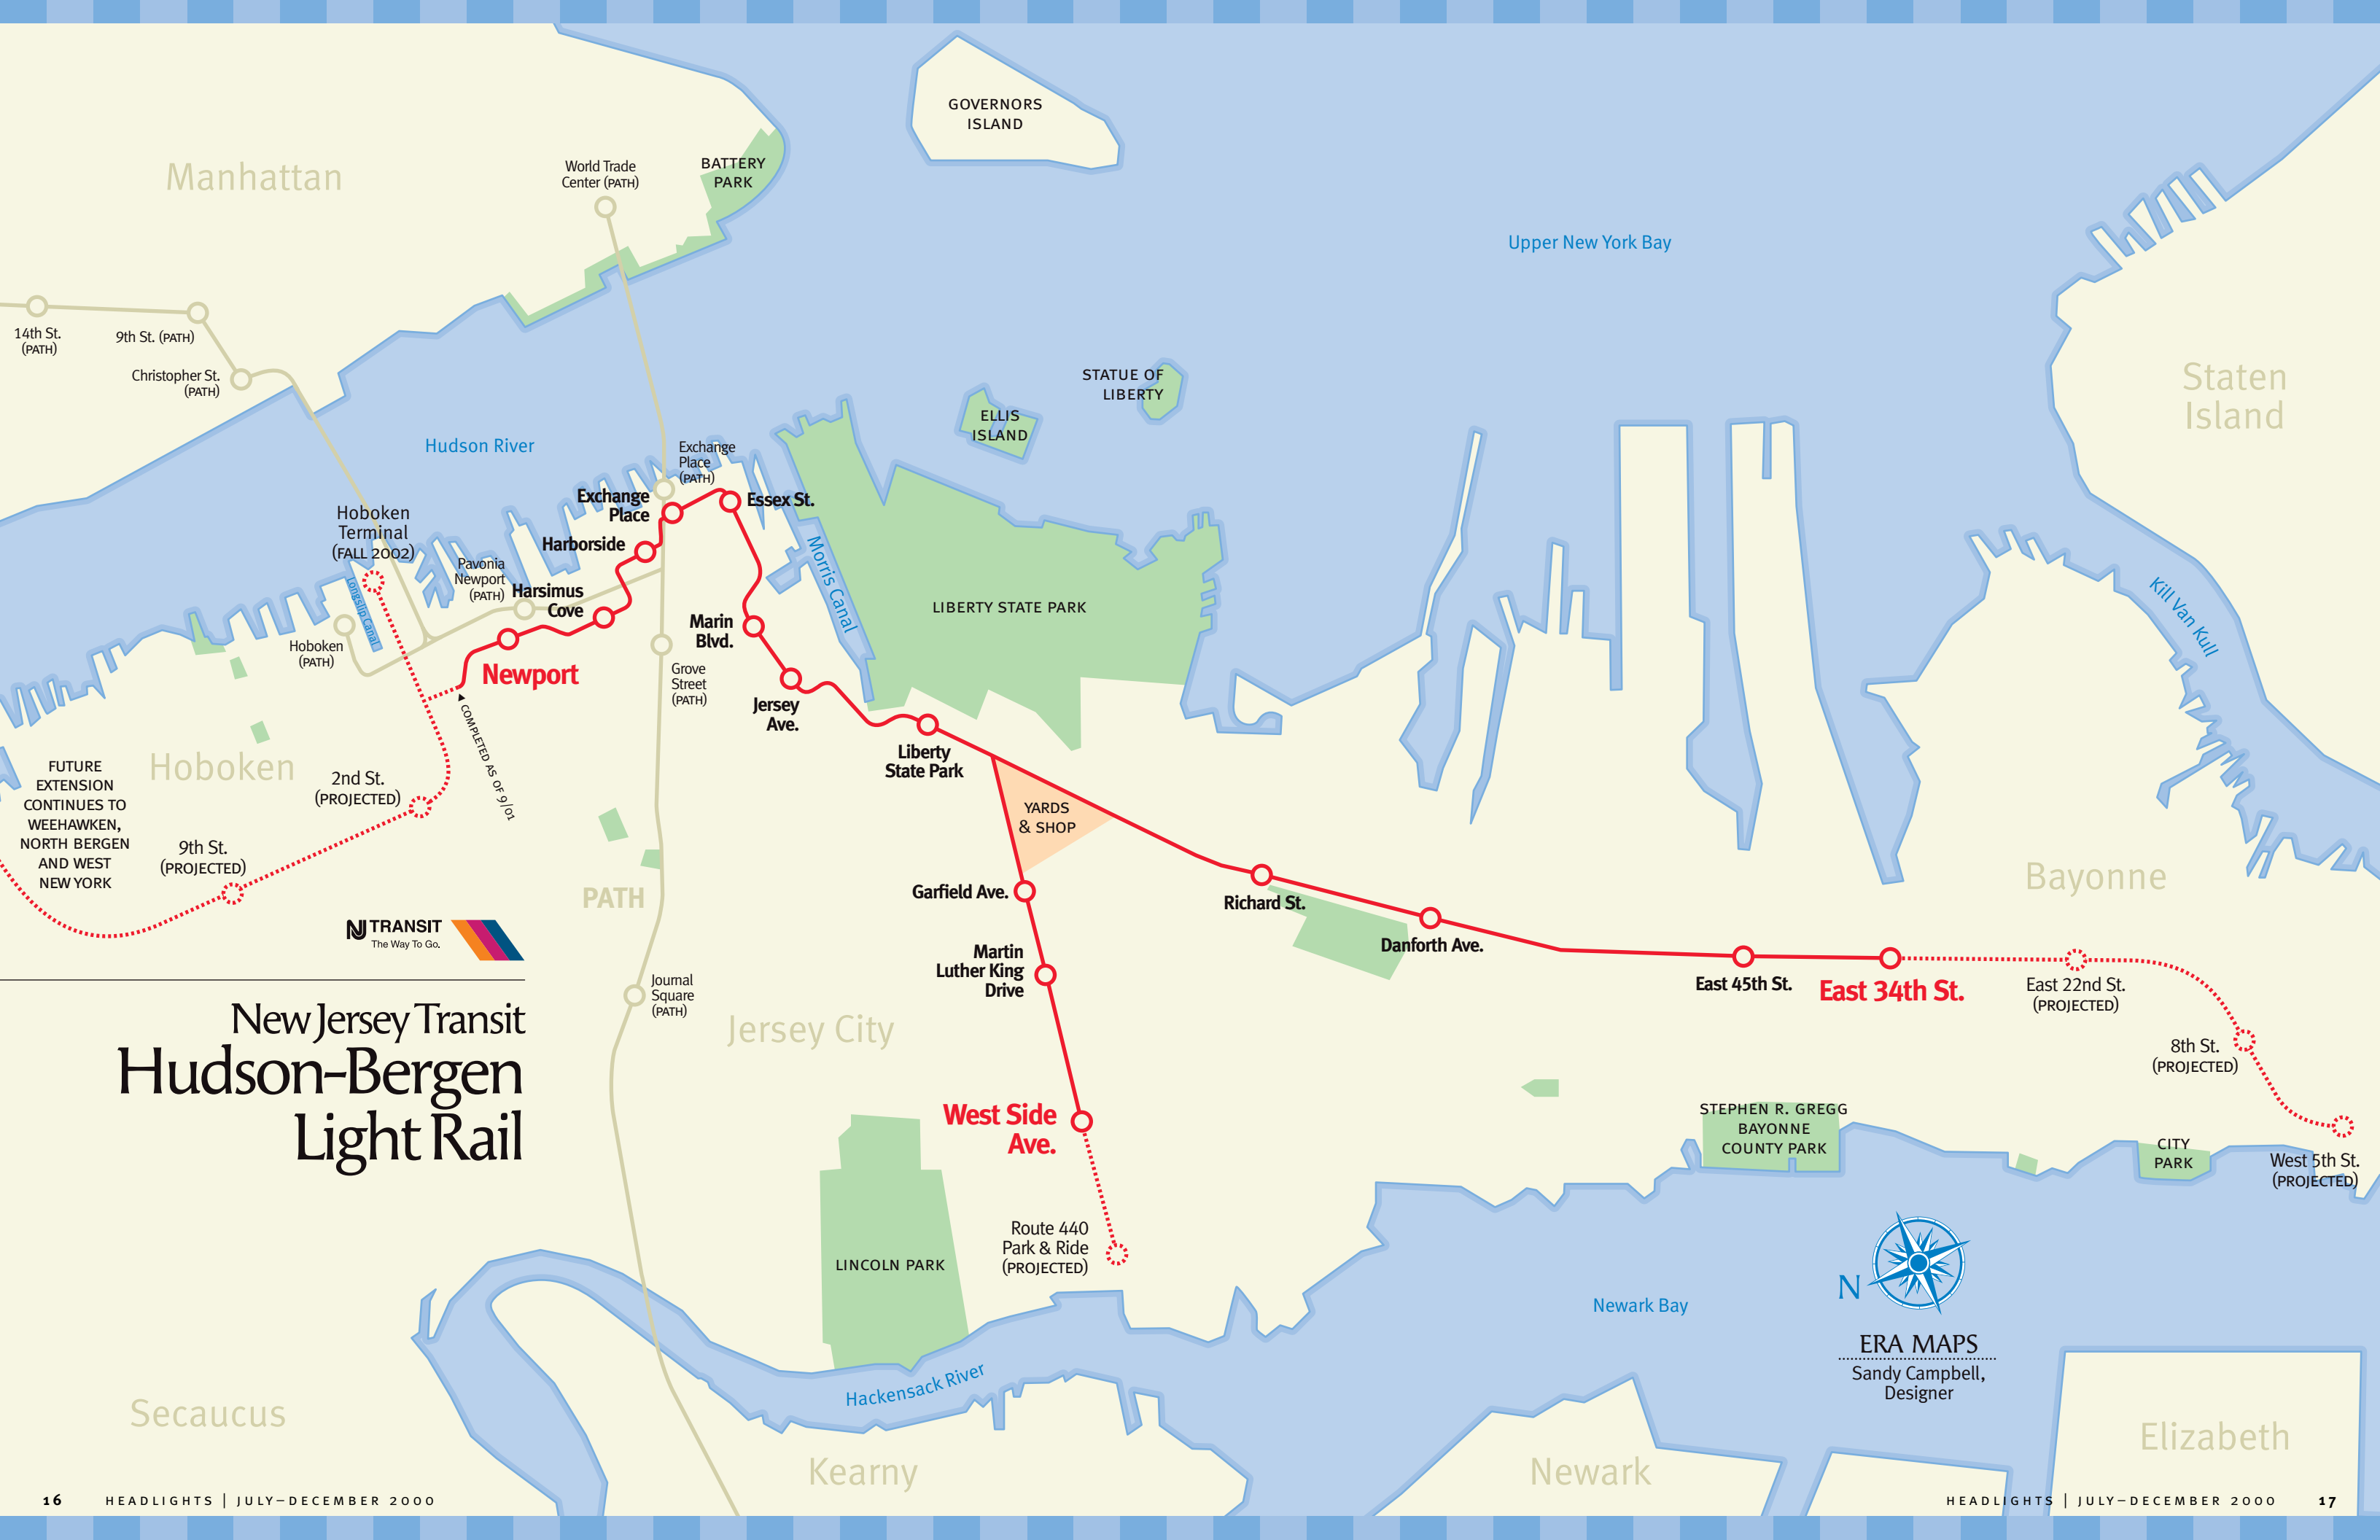 Manhattan
GOVERNORS
ISLAND
World Trade
Center (PATH)
BATTERY
PARK
Upper New York Bay
14th St.
(PATH)
9th St. (PATH)
Christopher St.
(PATH)
Hudson River
STATUE OF
LIBERTY
ELLIS
ISLAND
Staten
Island
Exchange
Place
(PATH)
Exchange
Place
Essex St.
Hoboken
Terminal
(FALL 2002)
Harborside
Pavonia
Newport
(PATH)
Harsimus
Cove
Longslip Canal
Morris Canal
Marin
Blvd.
LIBERTY STATE PARK
Kill Van Kull
Hoboken
(PATH)
Newport
Grove
Street
(PATH)
Jersey
Ave.
COMPLETED AS OF 9/01
Liberty
State Park
Hoboken
FUTURE
EXTENSION
CONTINUES TO
WEEHAWKEN,
NORTH BERGEN
AND WEST
NEW YORK
2nd St.
(PROJECTED)
9th St.
(PROJECTED)
YARDS
& SHOP
PATH
Garfield Ave.
Richard St.
Bayonne
Danforth Ave.
NJ TRANSIT
The Way To Go.
Martin
Luther King
Drive
East 45th St.
East 34th St.
East 22nd St.
(PROJECTED)
Journal
Square
(PATH)
Jersey City
8th St.
(PROJECTED)
New Jersey Transit
Hudson-Bergen
Light Rail
West Side
Ave.
STEPHEN R. GREGG
BAYONNE
COUNTY PARK
CITY
PARK
West 5th St.
(PROJECTED)
Route 440
Park & Ride
(PROJECTED)
LINCOLN PARK
Newark Bay
N
ERA MAPS
Sandy Campbell,
Designer
Hackensack River
Secaucus
Kearny
Newark
Elizabeth
16 HEADLIGHTS | JULY–DECEMBER 2000
HEADLIGHTS | JULY–DECEMBER 2000 17